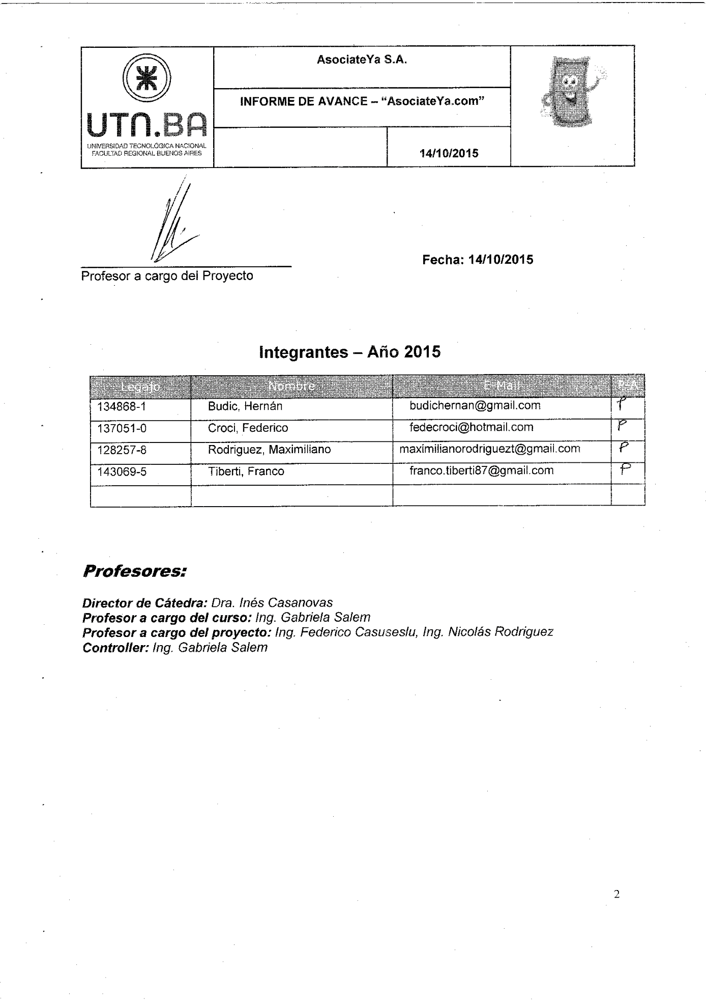 AsociateYa S.A.
UTN.BA
UNIVERSIDAD TECNOLÓGICA NACIONAL
FACULTAD REGIONAL BUENOS AIRES
INFORME DE AVANCE – “AsociateYa.com”
14/10/2015
Fecha: 14/10/2015
Profesor a cargo del Proyecto
Integrantes – Año 2015
Legajo Nombre E-Mail P-A
134868-1 Budic, Hernán budichernan@gmail.com P
137051-0 Croci, Federico fedecroci@hotmail.com P
128257-8 Rodriguez, Maximiliano maximilianorodriguezt@gmail.com P
143069-5 Tiberti, Franco franco.tiberti87@gmail.com P
Profesores:
Director de Cátedra: Dra. Inés Casanovas
Profesor a cargo del curso: Ing. Gabriela Salem
Profesor a cargo del proyecto: Ing. Federico Casuseslu, Ing. Nicolás Rodriguez
Controller: Ing. Gabriela Salem
2